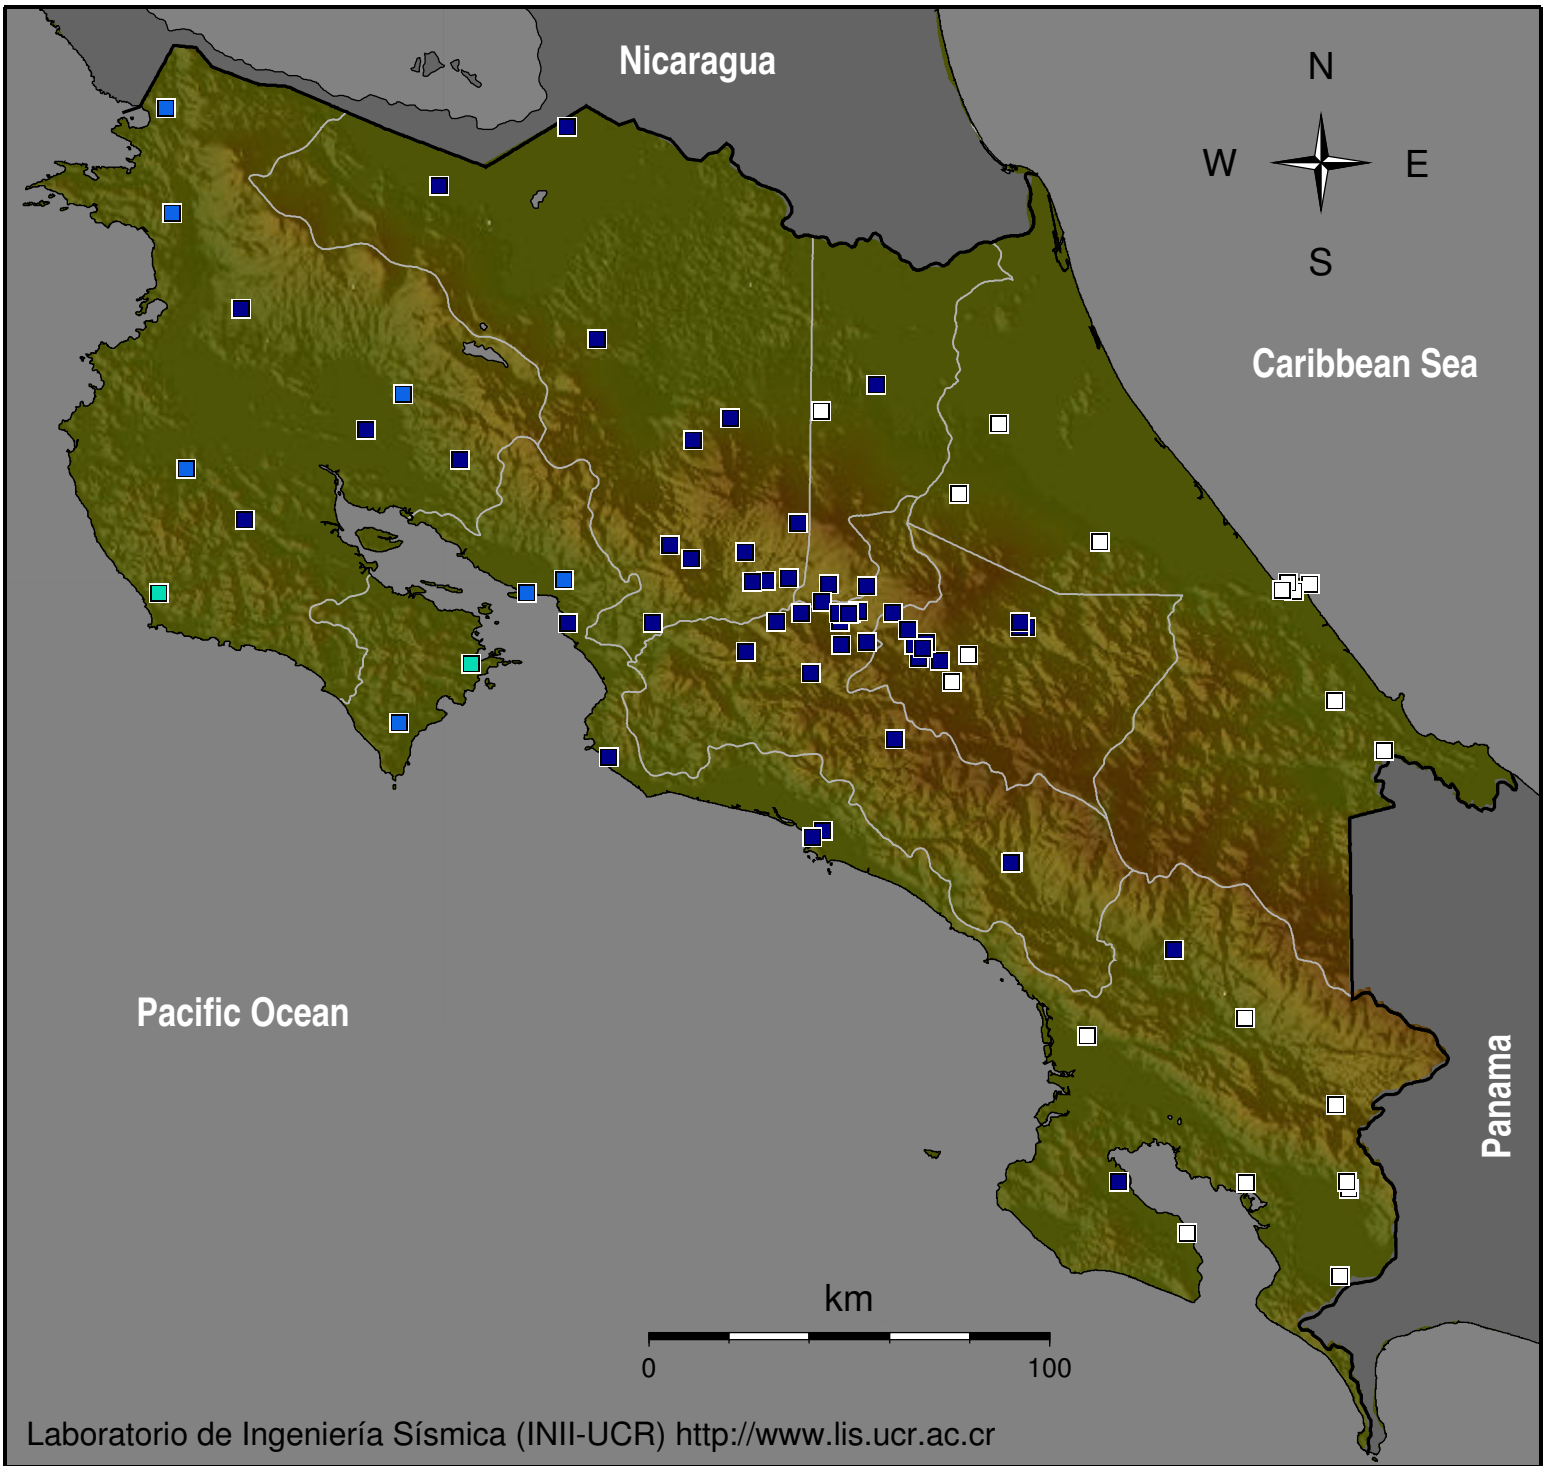 Nicaragua
N
W
E
S
Caribbean Sea
Pacific Ocean
Panama
km
0
100
Laboratorio de Ingeniería Sísmica (INII-UCR) http://www.lis.ucr.ac.cr